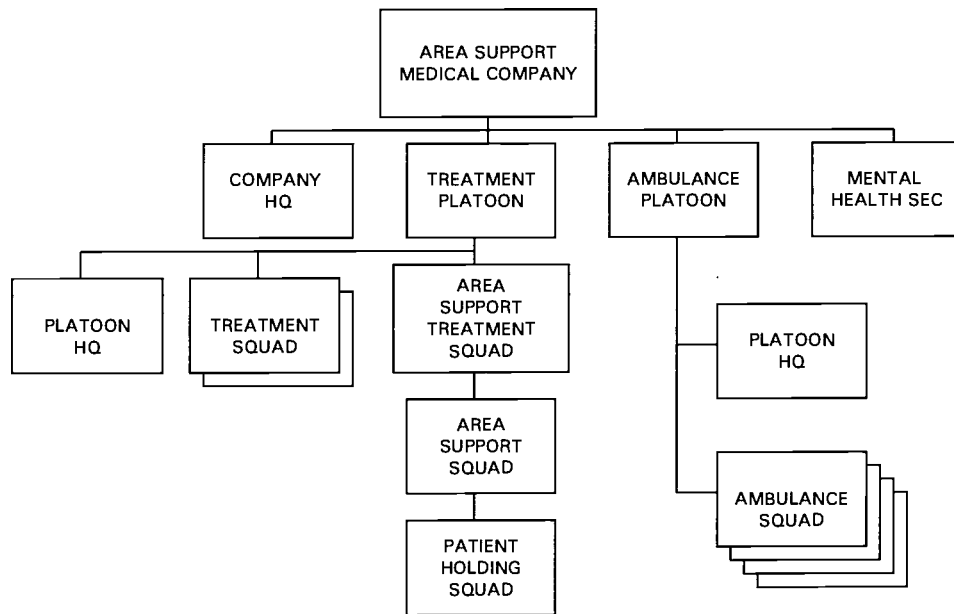 AREA SUPPORT
MEDICAL COMPANY
COMPANY
HQ
TREATMENT
PLATOON
AMBULANCE
PLATOON
MENTAL
HEALTH SEC
PLATOON
HQ
TREATMENT
SQUAD
AREA
SUPPORT
TREATMENT
SQUAD
PLATOON
HQ
AREA
SUPPORT
SQUAD
AMBULANCE
SQUAD
PATIENT
HOLDING
SQUAD